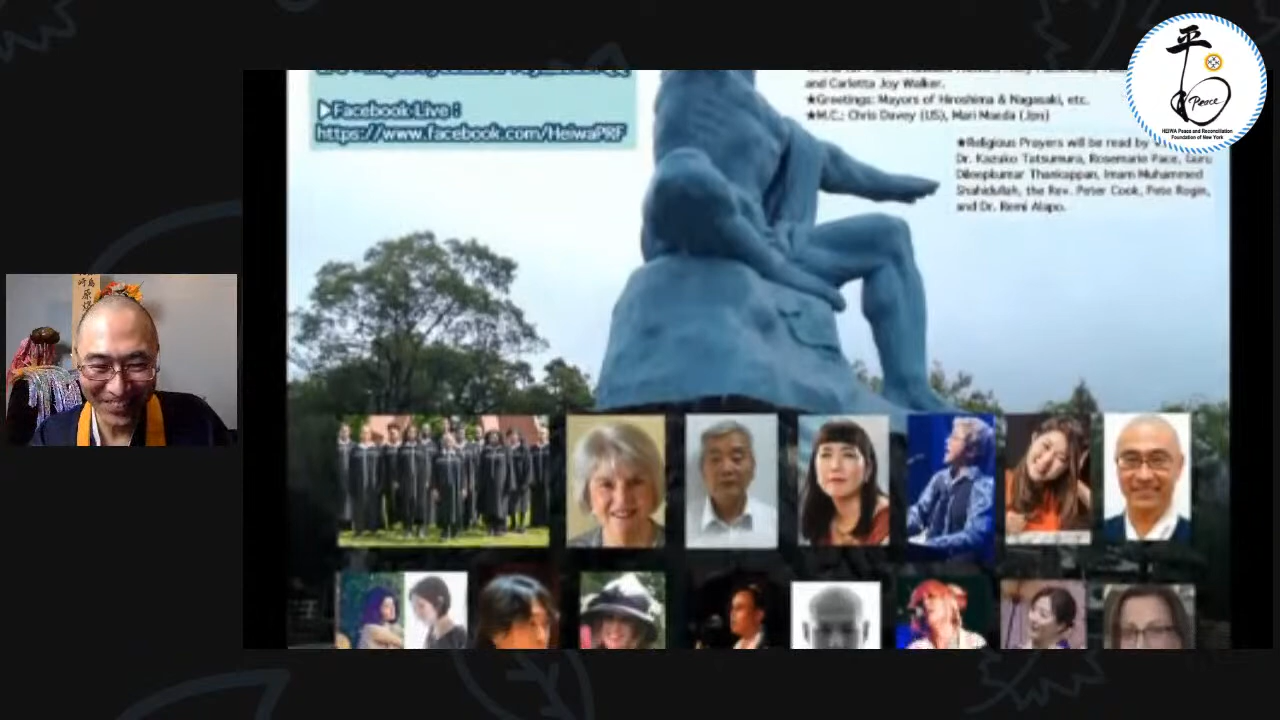 ▶Facebook Live :
https://www.facebook.com/HeiwaPRF
and Carletta Joy Walker.
★Greetings: Mayors of Hiroshima & Nagasaki, etc.
★M.C.: Chris Davey (US), Mari Maeda (Jpn)
★Religious Prayers will be read by
Dr. Kazuko Tatsumura, Rosemarie Pace, Guru
Dileepkumar Thankappan, Imam Muhammed
Shahidullah, the Rev. Peter Cook, Pete Rogin,
and Dr. Remi Alapo.
平
Peace
HEIWA Peace and Reconciliation
Foundation of New York
原爆